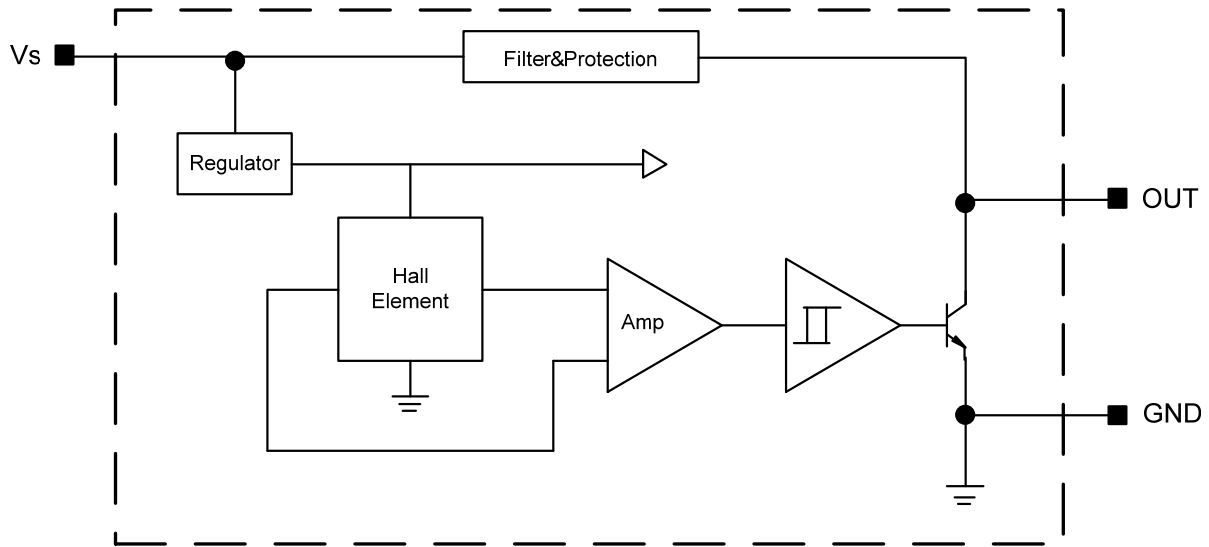 Vs
Filter&Protection
Regulator
OUT
Hall
Element
Amp
GND